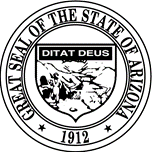 GREAT SEAL OF THE STATE OF ARIZONA
DITAT DEUS
1912